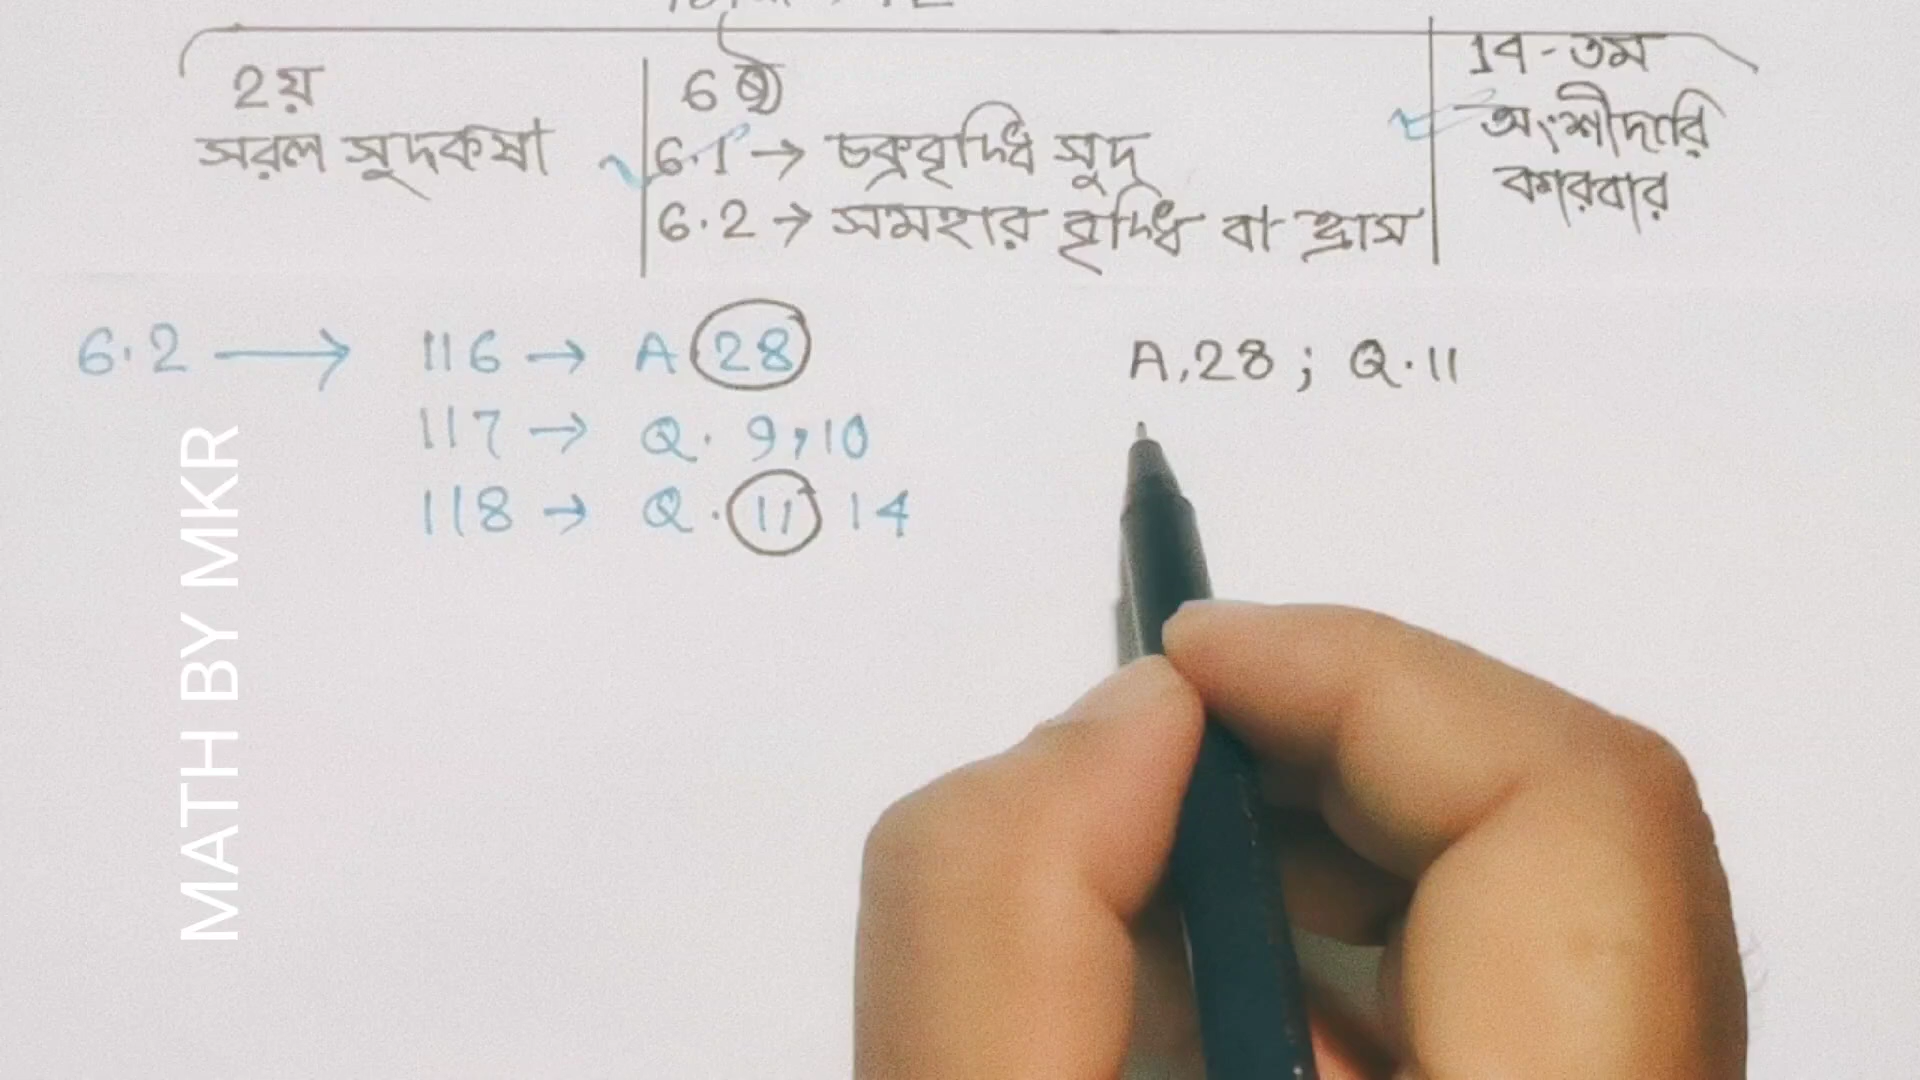 2য়
সরল সুদকষা
6
6.1 → চক্রবৃদ্ধি সুদ
6.2 → সমহার বৃদ্ধি বা হ্রাস
14-তম
অংশীদারি
কারবার
6.2 → 116 → A 28
117 → Q. 9,10
118 → Q. 11 14
A.28 ; Q.11
MATH BY MKR